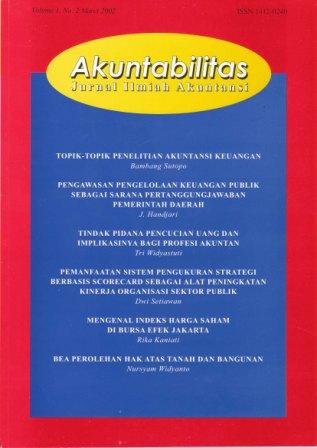 Volume 1, No. 2 Maret 2002
ISSN 1412-0240
Akuntabilitas
Jurnal Ilmiah Akuntansi
TOPIK-TOPIK PENELITIAN AKUNTANSI KEUANGAN
Bambang Sutopo
PENGAWASAN PENGELOLAAN KEUANGAN PUBLIK
SEBAGAI SARANA PERTANGGUNGJAWABAN
PEMERINTAH DAERAH
J. Handjari
TINDAK PIDANA PENCUCIAN UANG DAN
IMPLIKASINYA BAGI PROFESI AKUNTAN
Tri Widyastuti
PEMANFAATAN SISTEM PENGUKURAN STRATEGI
BERBASIS SCORECARD SEBAGAI ALAT PENINGKATAN
KINERJA ORGANISASI SEKTOR PUBLIK
Dwi Setiawan
MENGENAL INDEKS HARGA SAHAM
DI BURSA EFEK JAKARTA
Rika Kaniati
BEA PEROLEHAN HAK ATAS TANAH DAN BANGUNAN
Nursyam Widyanto